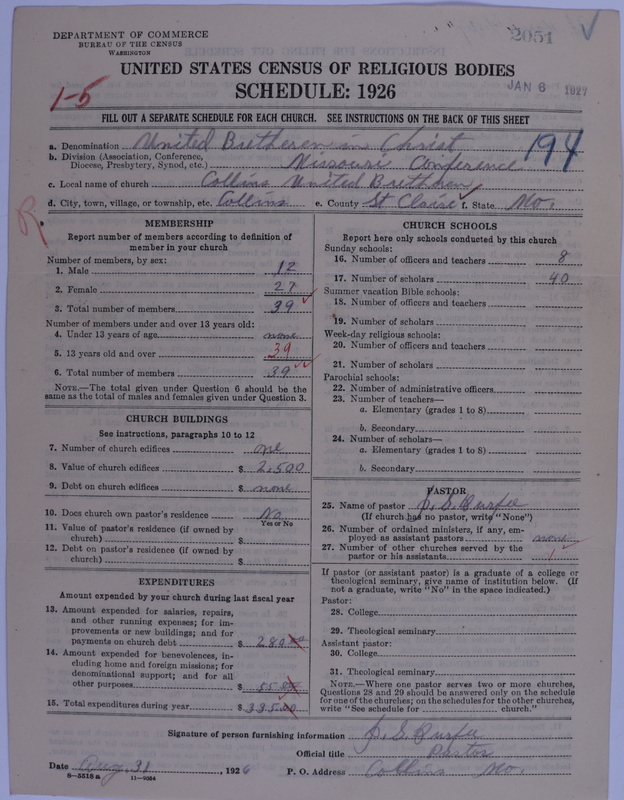 DEPARTMENT OF COMMERCE
BUREAU OF THE CENSUS
WASHINGTON
2051
UNITED STATES CENSUS OF RELIGIOUS BODIES
SCHEDULE: 1926
JAN 6 1927
1-5
FILL OUT A SEPARATE SCHEDULE FOR EACH CHURCH. SEE INSTRUCTIONS ON THE BACK OF THIS SHEET
a. Denomination United Bretheren in Christ
194
b. Division (Association, Conference, Diocese, Presbytery, Synod, etc.) Missouri Conference
c. Local name of church Collins United Brethren
d. City, town, village, or township, etc. Collins e. County St Claire f. State Mo.
R
MEMBERSHIP
Report number of members according to definition of member in your church
Number of members, by sex:
1. Male 12
2. Female 27
3. Total number of members 39
Number of members under and over 13 years old:
4. Under 13 years of age none
5. 13 years old and over 39
6. Total number of members 39
NOTE.—The total given under Question 6 should be the same as the total of males and females given under Question 3.
CHURCH BUILDINGS
See instructions, paragraphs 10 to 12
7. Number of church edifices one
8. Value of church edifices $ 2,500
9. Debt on church edifices $ none
10. Does church own pastor's residence No
Yes or No
11. Value of pastor's residence (if owned by church) $
12. Debt on pastor's residence (if owned by church) $
EXPENDITURES
Amount expended by your church during last fiscal year
13. Amount expended for salaries, repairs, and other running expenses; for improvements or new buildings; and for payments on church debt $ 280.00
14. Amount expended for benevolences, including home and foreign missions; for denominational support; and for all other purposes $ 55.00
15. Total expenditures during year $ 335.00
CHURCH SCHOOLS
Report here only schools conducted by this church
Sunday schools:
16. Number of officers and teachers 8
17. Number of scholars 40
Summer vacation Bible schools:
18. Number of officers and teachers
19. Number of scholars
Week-day religious schools:
20. Number of officers and teachers
21. Number of scholars
Parochial schools:
22. Number of administrative officers
23. Number of teachers—
a. Elementary (grades 1 to 8)
b. Secondary
24. Number of scholars—
a. Elementary (grades 1 to 8)
b. Secondary
PASTOR
25. Name of pastor
(If church has no pastor, write "None")
26. Number of ordained ministers, if any, employed as assistant pastors none
27. Number of other churches served by the pastor or his assistants 1
If pastor (or assistant pastor) is a graduate of a college or theological seminary, give name of institution below. (If not a graduate, write "No" in the space indicated.)
Pastor:
28. College
29. Theological seminary
Assistant pastor:
30. College
31. Theological seminary
NOTE.—Where one pastor serves two or more churches, Questions 28 and 29 should be answered only on the schedule for one of the churches; on the schedules for the other churches, write "See schedule for church."
Signature of person furnishing information
Official title Pastor
Date Aug. 31, 1926 P. O. Address Collins Mo.
8-5518a 11-9094